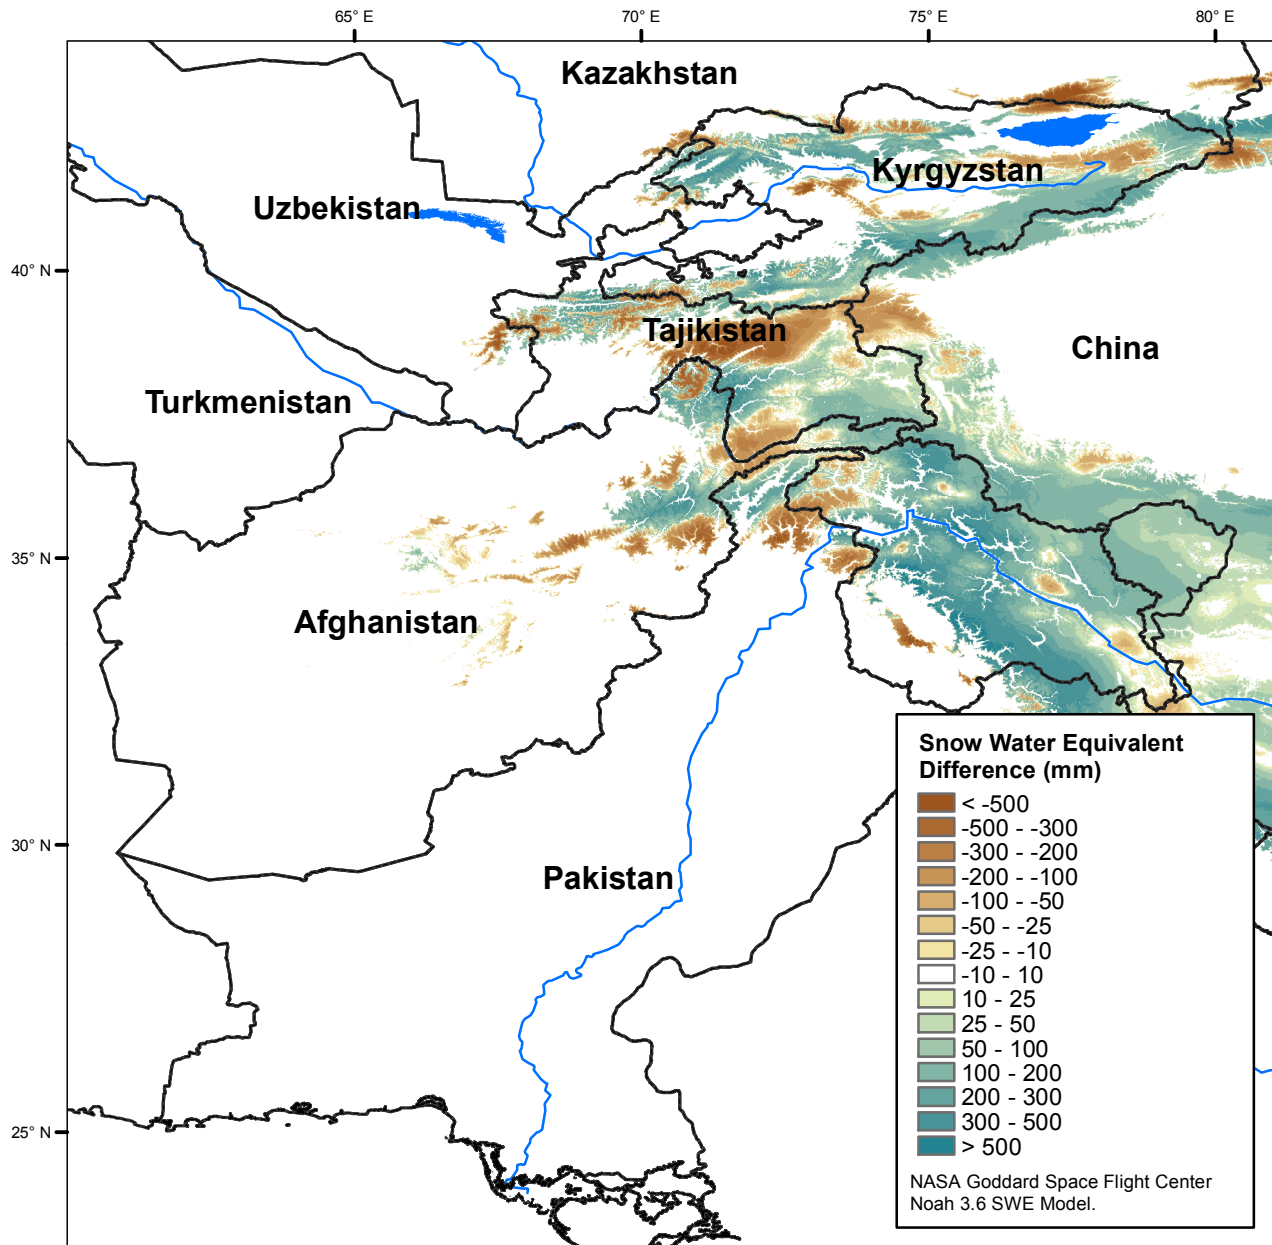 65° E
70° E
75° E
80° E
Kazakhstan
Kyrgyzstan
Uzbekistan
40° N
Tajikistan
China
Turkmenistan
35° N
Afghanistan
Snow Water Equivalent
Difference (mm)
< -500
-500 - -300
-300 - -200
-200 - -100
-100 - -50
-50 - -25
-25 - -10
-10 - 10
10 - 25
25 - 50
50 - 100
100 - 200
200 - 300
300 - 500
> 500
30° N
Pakistan
25° N
NASA Goddard Space Flight Center
Noah 3.6 SWE Model.